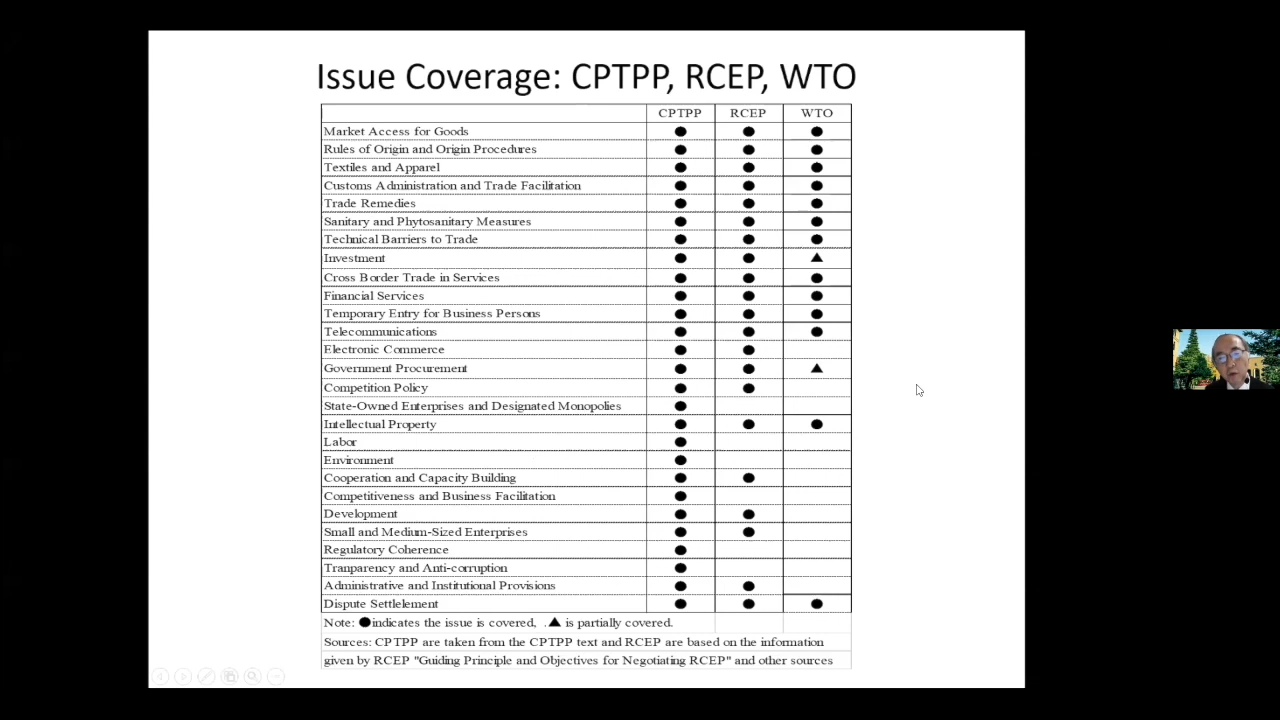 Issue Coverage: CPTPP, RCEP, WTO
CPTPP RCEP WTO
Market Access for Goods ● ● ●
Rules of Origin and Origin Procedures ● ● ●
Textiles and Apparel ● ● ●
Customs Administration and Trade Facilitation ● ● ●
Trade Remedies ● ● ●
Sanitary and Phytosanitary Measures ● ● ●
Technical Barriers to Trade ● ● ●
Investment ● ● ▲
Cross Border Trade in Services ● ● ●
Financial Services ● ● ●
Temporary Entry for Business Persons ● ● ●
Telecommunications ● ● ●
Electronic Commerce ● ●
Government Procurement ● ● ▲
Competition Policy ● ●
State-Owned Enterprises and Designated Monopolies ●
Intellectual Property ● ● ●
Labor ●
Environment ●
Cooperation and Capacity Building ● ●
Competitiveness and Business Facilitation ●
Development ● ●
Small and Medium-Sized Enterprises ● ●
Regulatory Coherence ●
Tranparency and Anti-corruption ●
Administrative and Institutional Provisions ● ●
Dispute Settlelement ● ● ●
Note: ●indicates the issue is covered, .▲ is partially covered.
Sources: CPTPP are taken from the CPTPP text and RCEP are based on the information
given by RCEP "Guiding Principle and Objectives for Negotiating RCEP" and other sources